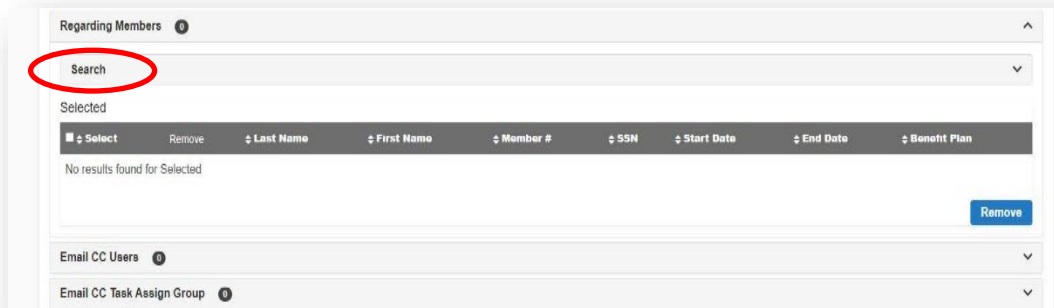 Regarding Members 0
Search
Selected
Select Remove Last Name First Name Member # SSN Start Date End Date Benefit Plan
No results found for Selected
Remove
Email CC Users 0
Email CC Task Assign Group 0